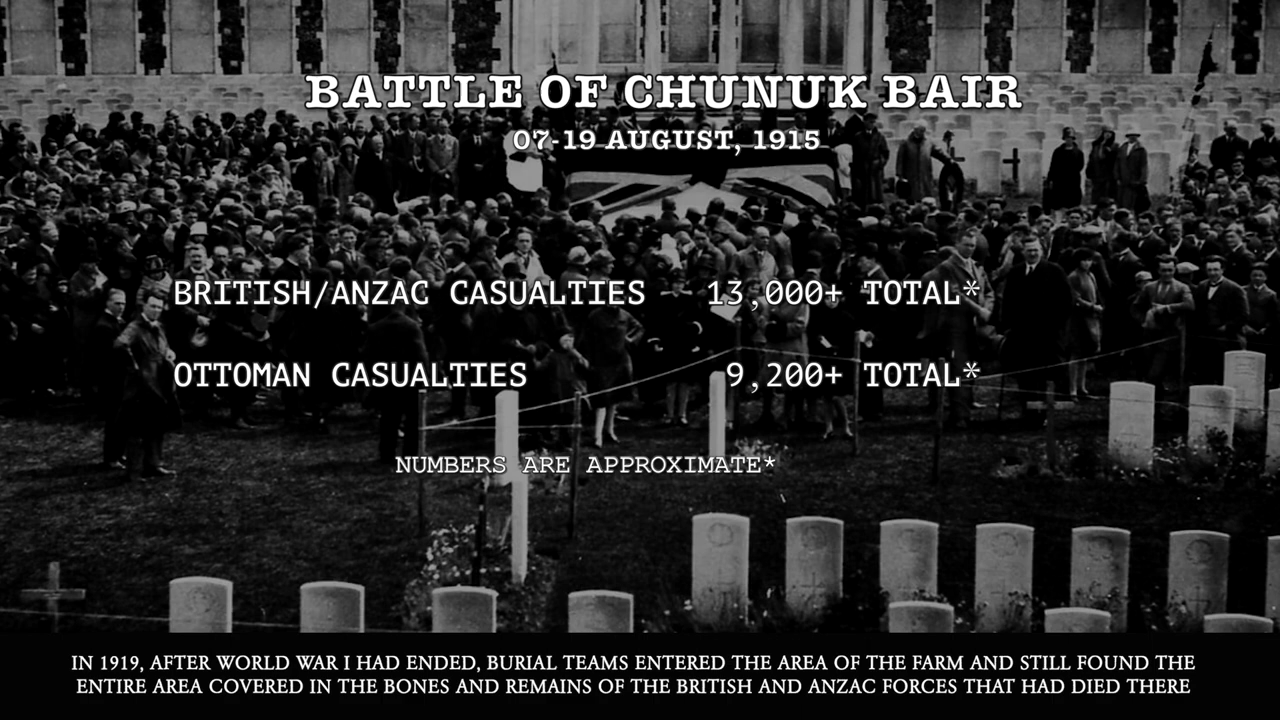 BATTLE OF CHUNUK BAIR
07-19 AUGUST, 1915
BRITISH/ANZAC CASUALTIES 13,000+ TOTAL*
OTTOMAN CASUALTIES 9,200+ TOTAL*
NUMBERS ARE APPROXIMATE*
IN 1919, AFTER WORLD WAR I HAD ENDED, BURIAL TEAMS ENTERED THE AREA OF THE FARM AND STILL FOUND THE
ENTIRE AREA COVERED IN THE BONES AND REMAINS OF THE BRITISH AND ANZAC FORCES THAT HAD DIED THERE